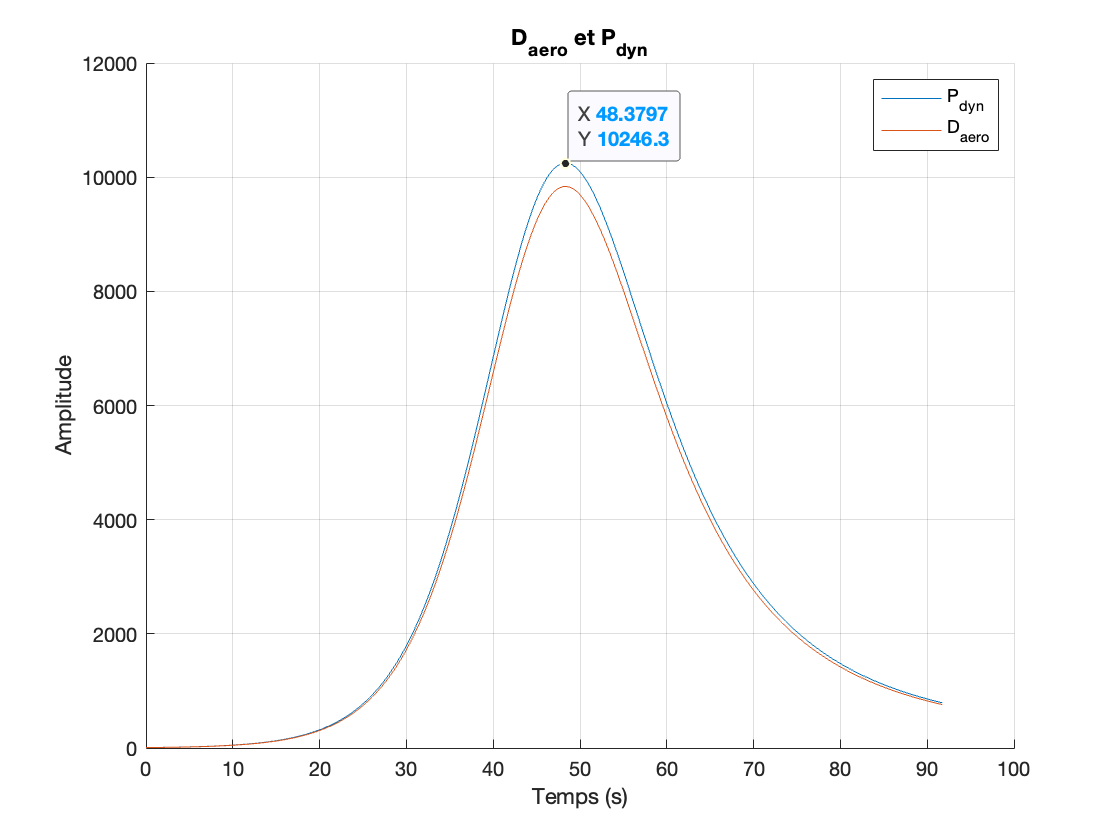 D_aero et P_dyn
12000
10000
8000
6000
4000
2000
0
Amplitude
X 48.3797
Y 10246.3
P_dyn
D_aero
0 10 20 30 40 50 60 70 80 90 100
Temps (s)